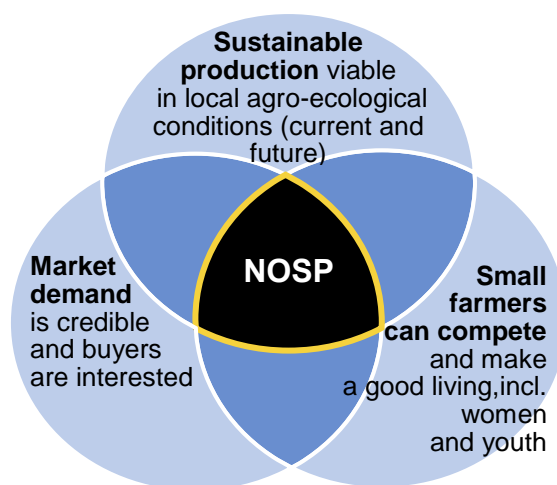 Sustainable
production viable
in local agro-ecological
conditions (current and
future)
NOSP
Market
demand
is credible
and buyers
are interested
Small
farmers
can compete
and make
a good living,incl.
women
and youth